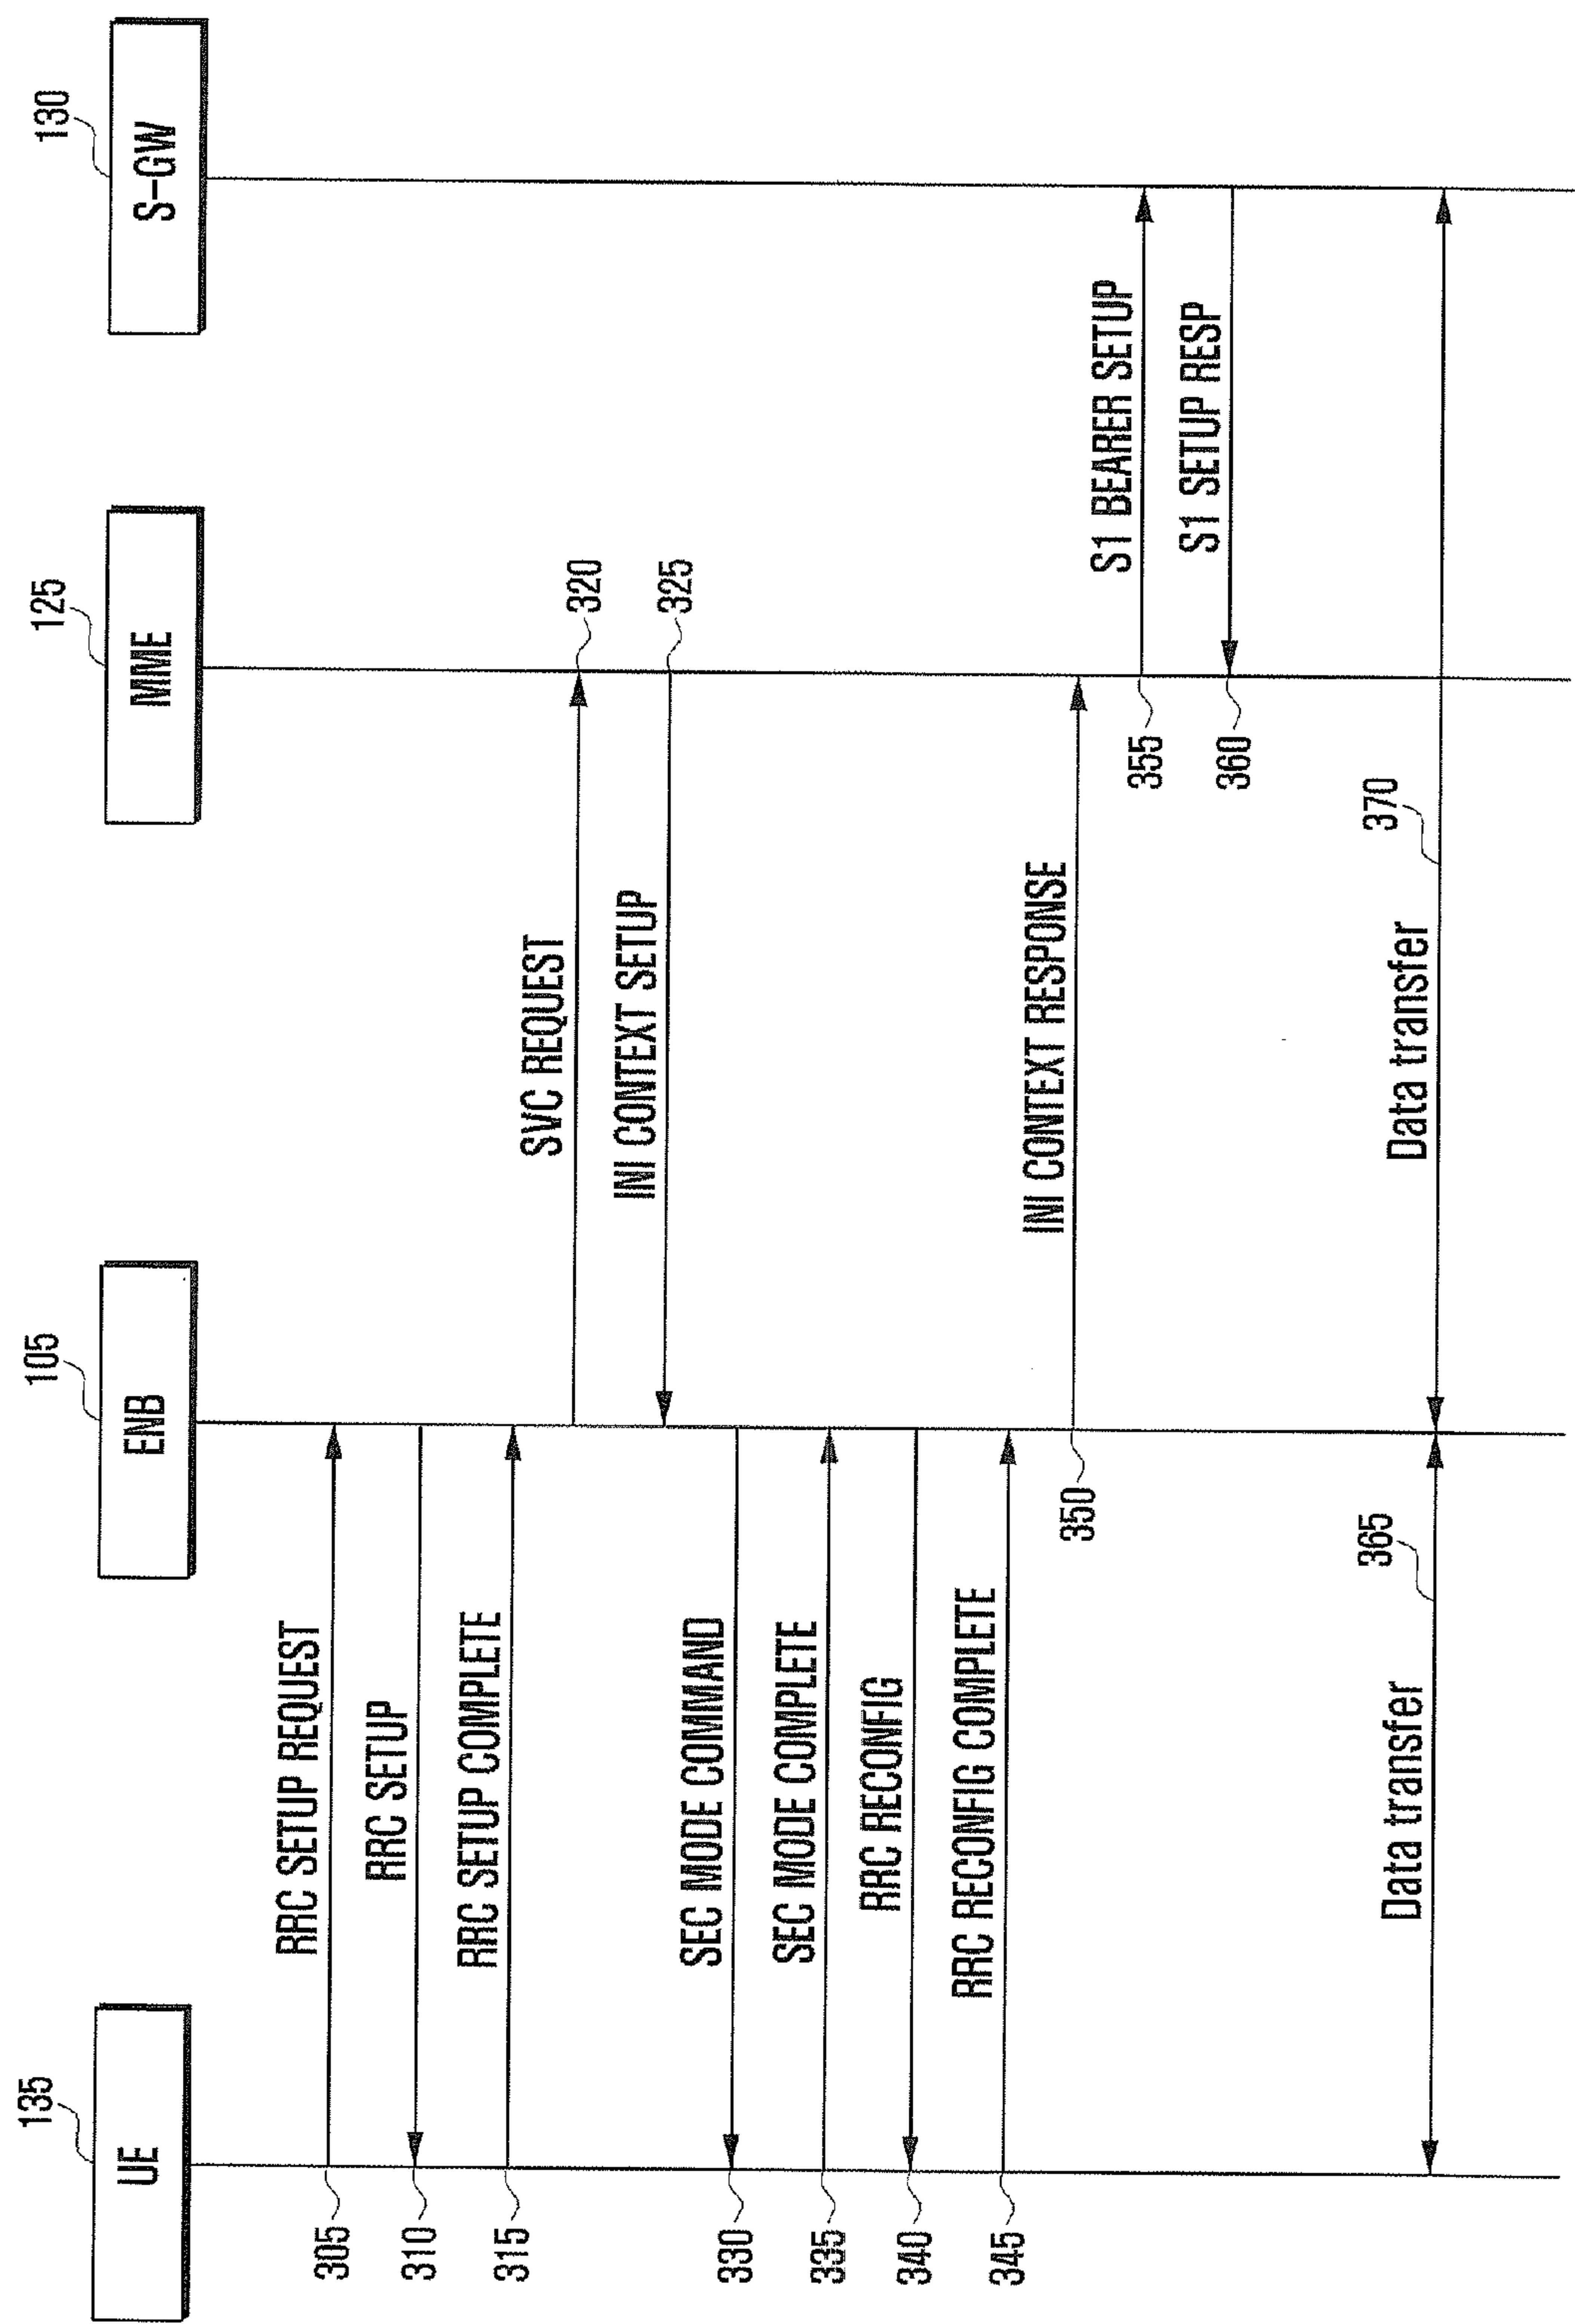 135
UE
105
ENB
125
MME
130
S-GW
RRC SETUP REQUEST
305
RRC SETUP
310
RRC SETUP COMPLETE
315
SVC REQUEST
320
INI CONTEXT SETUP
325
SEC MODE COMMAND
330
SEC MODE COMPLETE
335
RRC RECONFIG
340
RRC RECONFIG COMPLETE
345
INI CONTEXT RESPONSE
350
S1 BEARER SETUP
355
S1 SETUP RESP
360
Data transfer
365
Data transfer
370